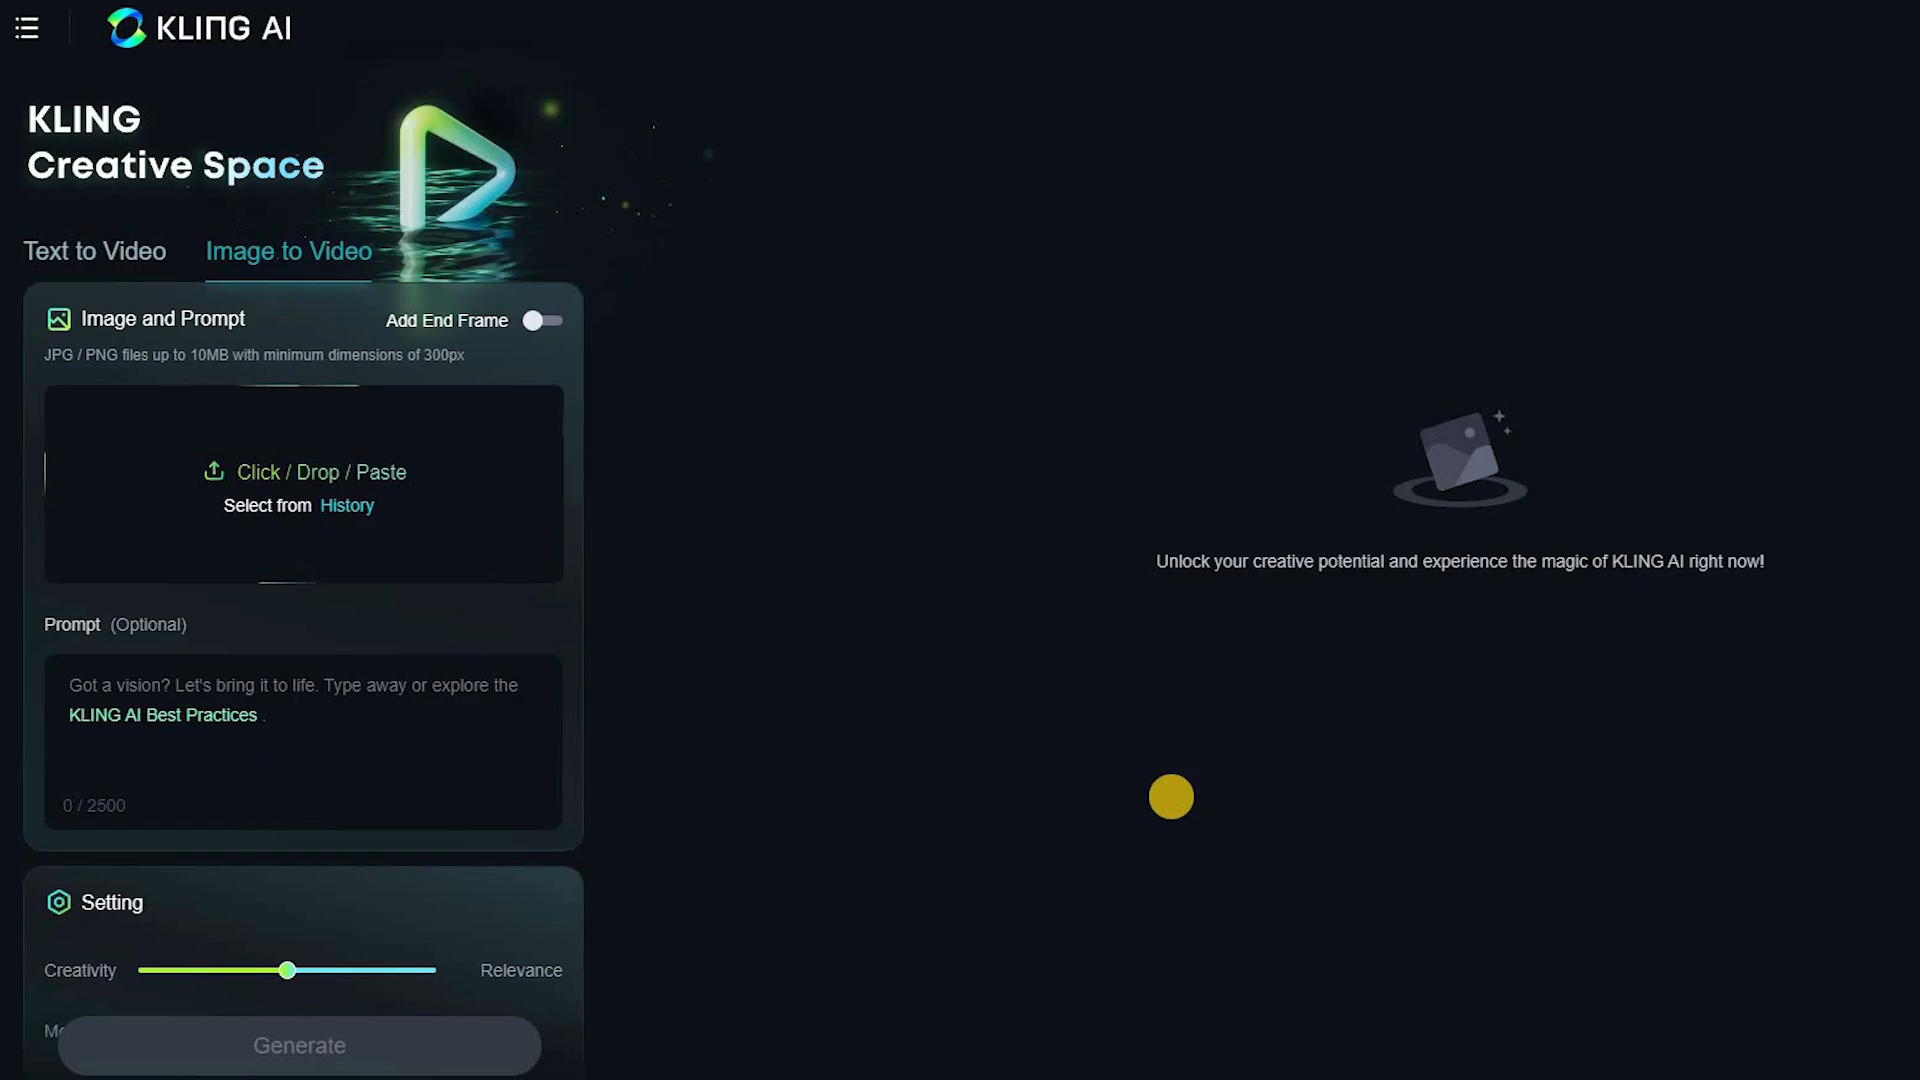 KLING AI
KLING
Creative Space
Text to Video
Image to Video
Image and Prompt
Add End Frame
JPG / PNG files up to 10MB with minimum dimensions of 300px
Click / Drop / Paste
Select from History
Prompt (Optional)
Got a vision? Let's bring it to life. Type away or explore the
KLING AI Best Practices .
0 / 2500
Setting
Creativity
Relevance
Generate
Unlock your creative potential and experience the magic of KLING AI right now!